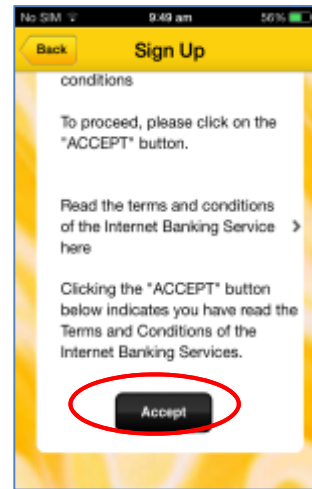 No SIM 9:49 am 56%
Back Sign Up
conditions
To proceed, please click on the
"ACCEPT" button.
Read the terms and conditions
of the Internet Banking Service >
here
Clicking the "ACCEPT" button
below indicates you have read the
Terms and Conditions of the
Internet Banking Services.
Accept